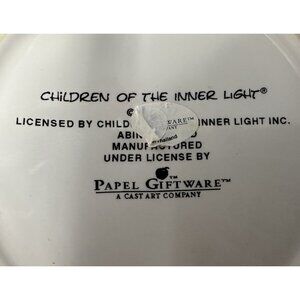 CHILDREN OF THE INNER LIGHT®
©
LICENSED BY CHILD INNER LIGHT INC.
MANUFACTURED
UNDER LICENSE BY
PAPEL GIFTWARE™
A CAST ART COMPANY